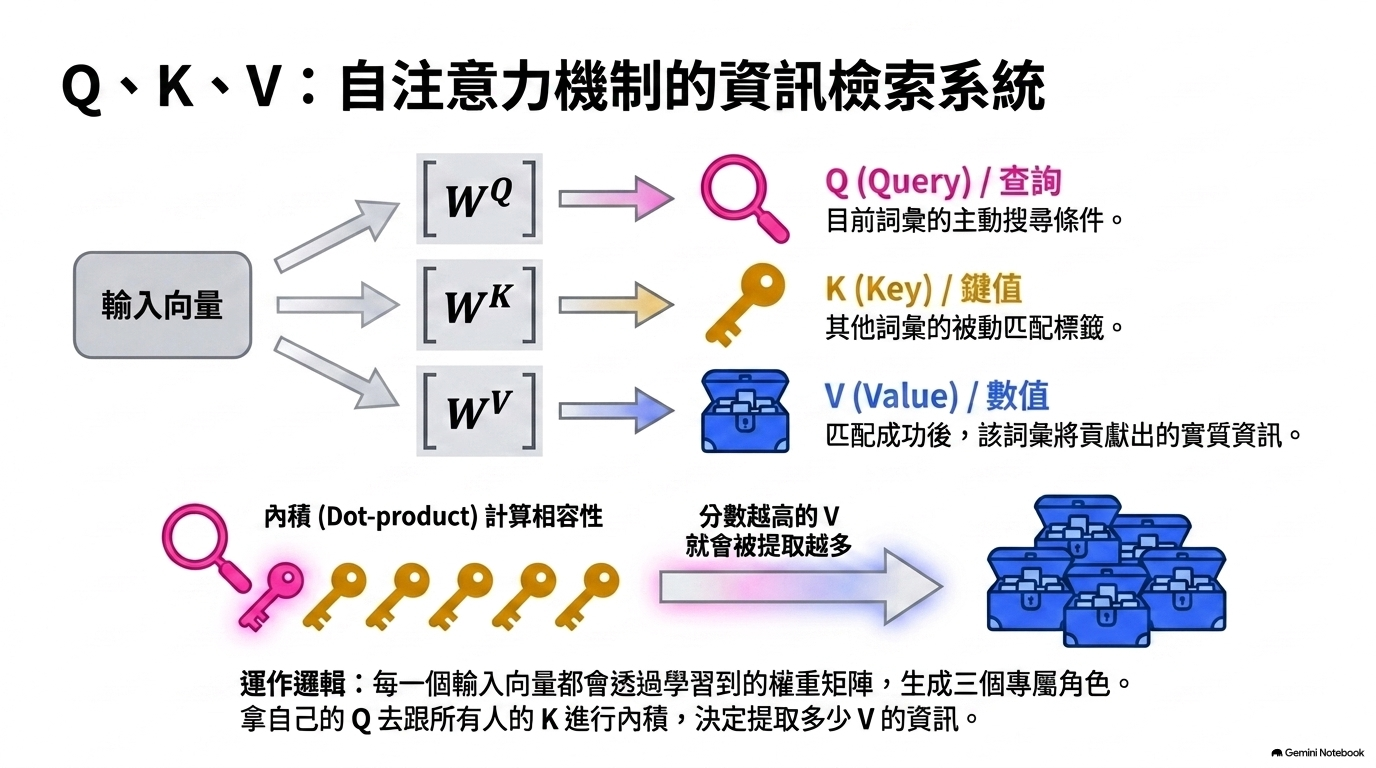 Q、K、V：自注意力機制的資訊檢索系統
輸入向量
W^Q
Q (Query) / 查詢
目前詞彙的主動搜尋條件。
W^K
K (Key) / 鍵值
其他詞彙的被動匹配標籤。
W^V
V (Value) / 數值
匹配成功後，該詞彙將貢獻出的實質資訊。
內積 (Dot-product) 計算相容性
分數越高的 V
就會被提取越多
運作邏輯：每一個輸入向量都會透過學習到的權重矩陣，生成三個專屬角色。
拿自己的 Q 去跟所有人的 K 進行內積，決定提取多少 V 的資訊。
Gemini Notebook